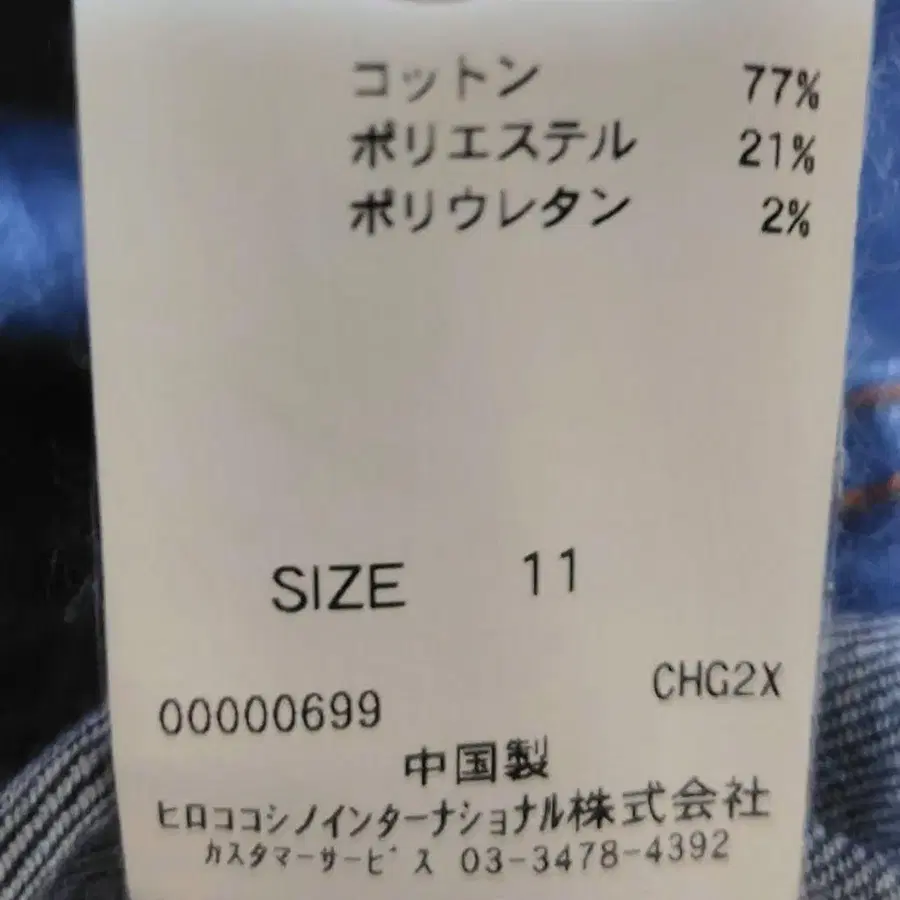 コットン 77%
ポリエステル 21%
ポリウレタン 2%
SIZE 11
CHG2X
00000699
中国製
ヒロココシノインターナショナル株式会社
カスタマーサービス 03-3478-4392